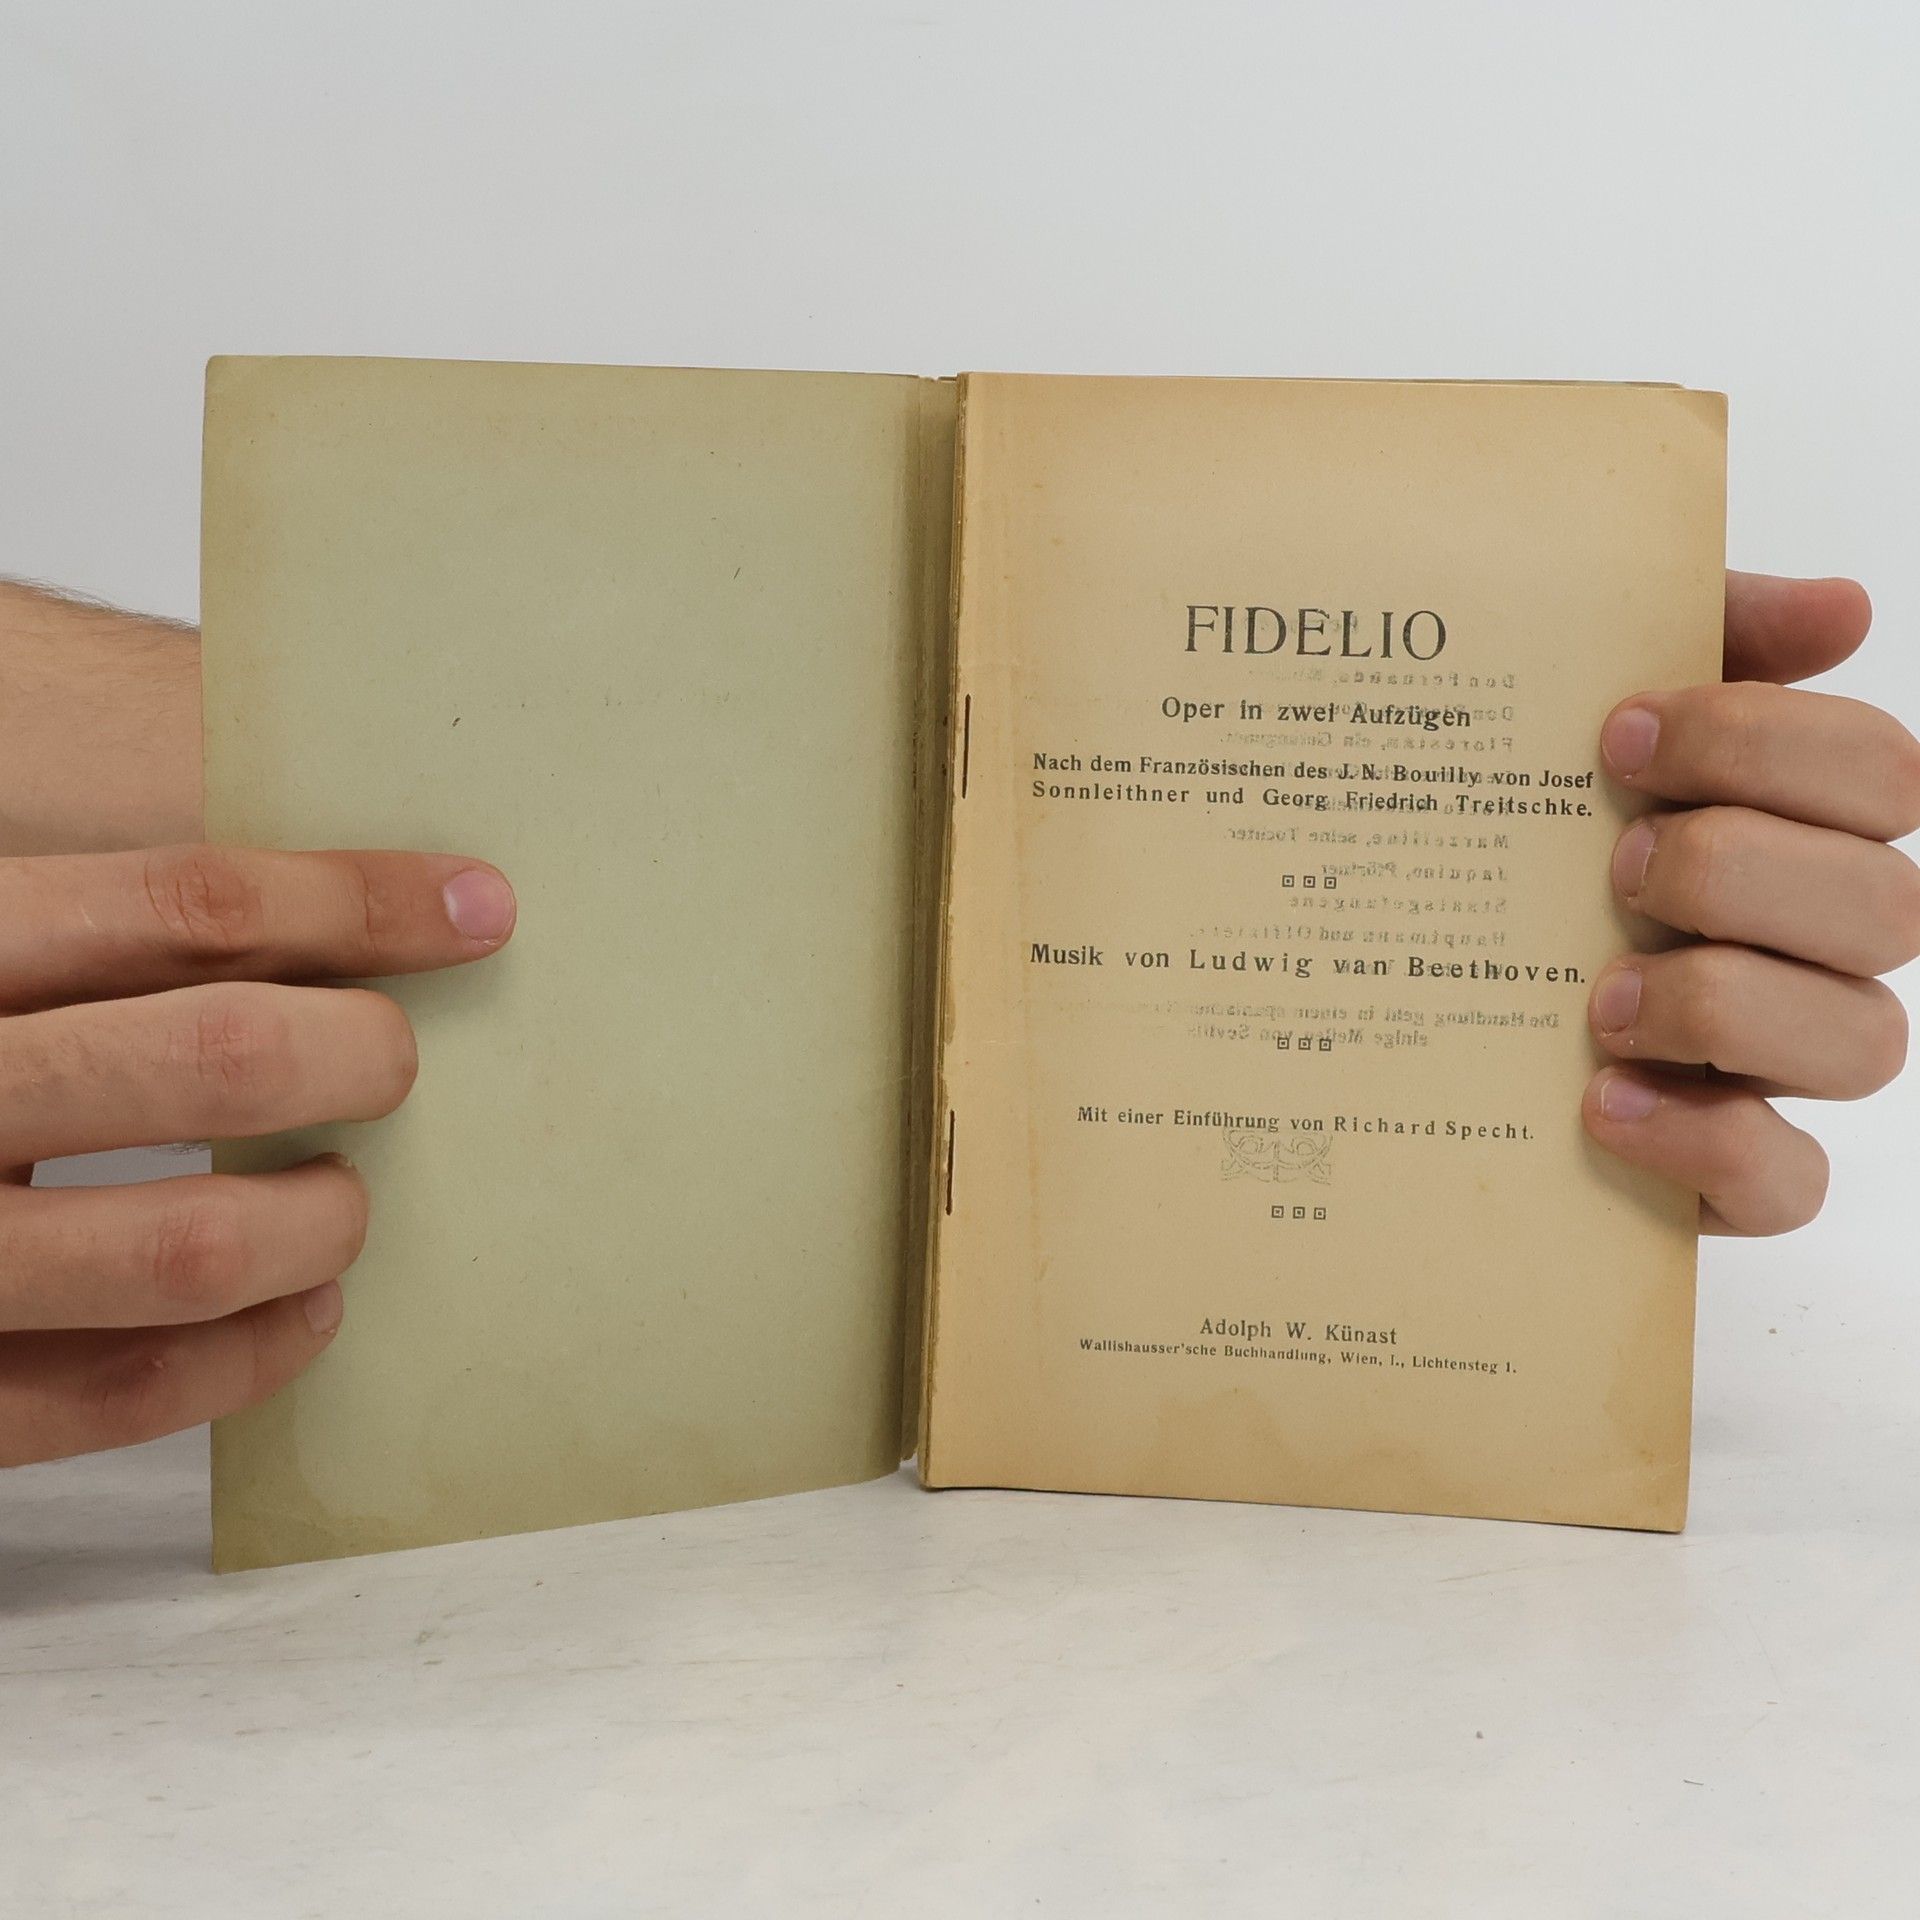 FIDELIO
Oper in zwei Aufzügen
Nach dem Französischen des J. N. Bouilly von Josef
Sonnleithner und Georg Friedrich Treitschke.
Musik von Ludwig van Beethoven.
Mit einer Einführung von Richard Specht.
Adolph W. Künast
Wallishausser'sche Buchhandlung, Wien, I., Lichtensteg 1.